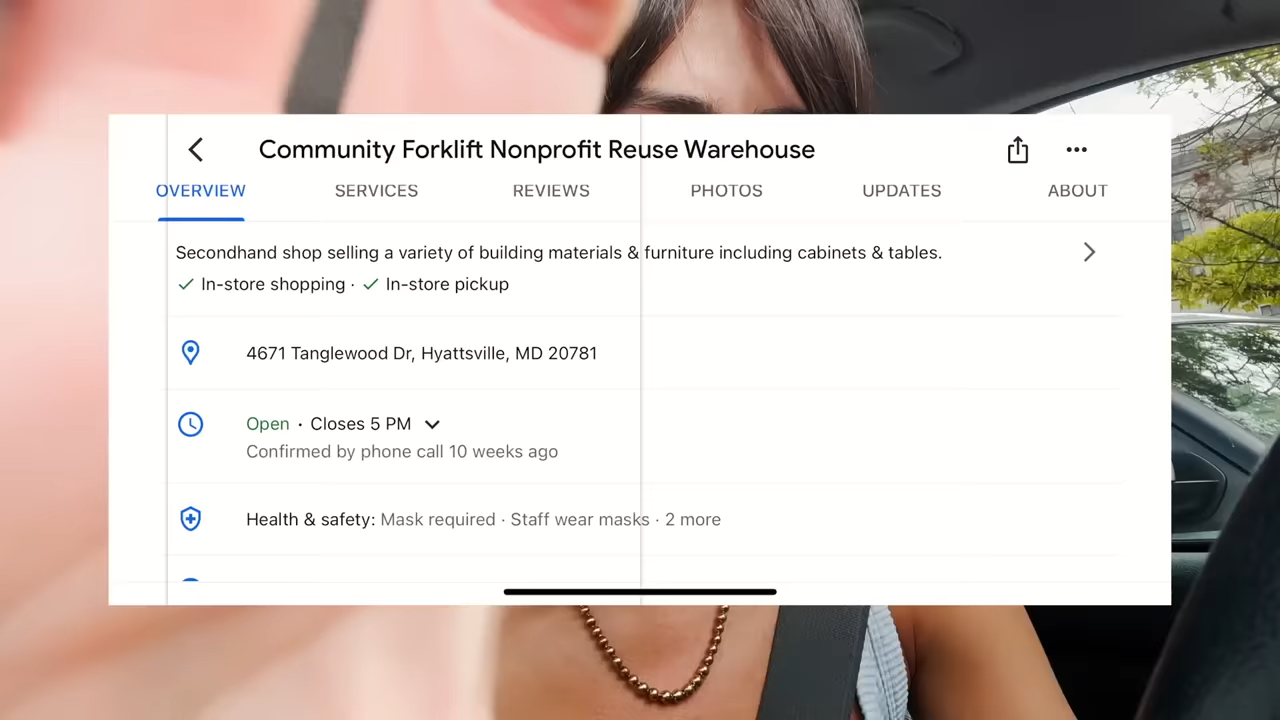 Community Forklift Nonprofit Reuse Warehouse
OVERVIEW SERVICES REVIEWS PHOTOS UPDATES ABOUT
Secondhand shop selling a variety of building materials & furniture including cabinets & tables.
In-store shopping · In-store pickup
4671 Tanglewood Dr, Hyattsville, MD 20781
Open · Closes 5 PM
Confirmed by phone call 10 weeks ago
Health & safety: Mask required · Staff wear masks · 2 more